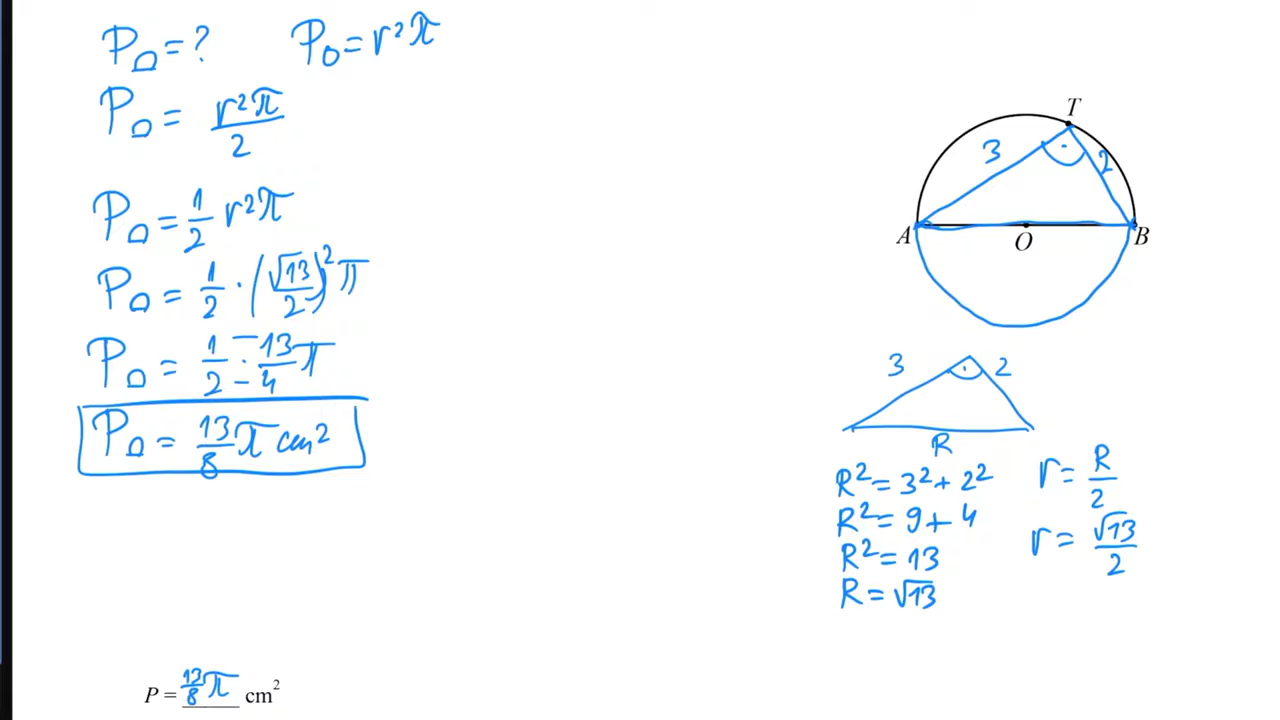 P⌓ = ? P○ = r²π
P⌓ = r²π/2
P⌓ = 1/2 r²π
P⌓ = 1/2 · (√13/2)² π
P⌓ = 1/2 · 13/4 π
P⌓ = 13/8 π cm²
P = 13/8 π cm²
T
3 2
A O B
3 2
R
R² = 3² + 2²
R² = 9 + 4
R² = 13
R = √13
r = R/2
r = √13/2